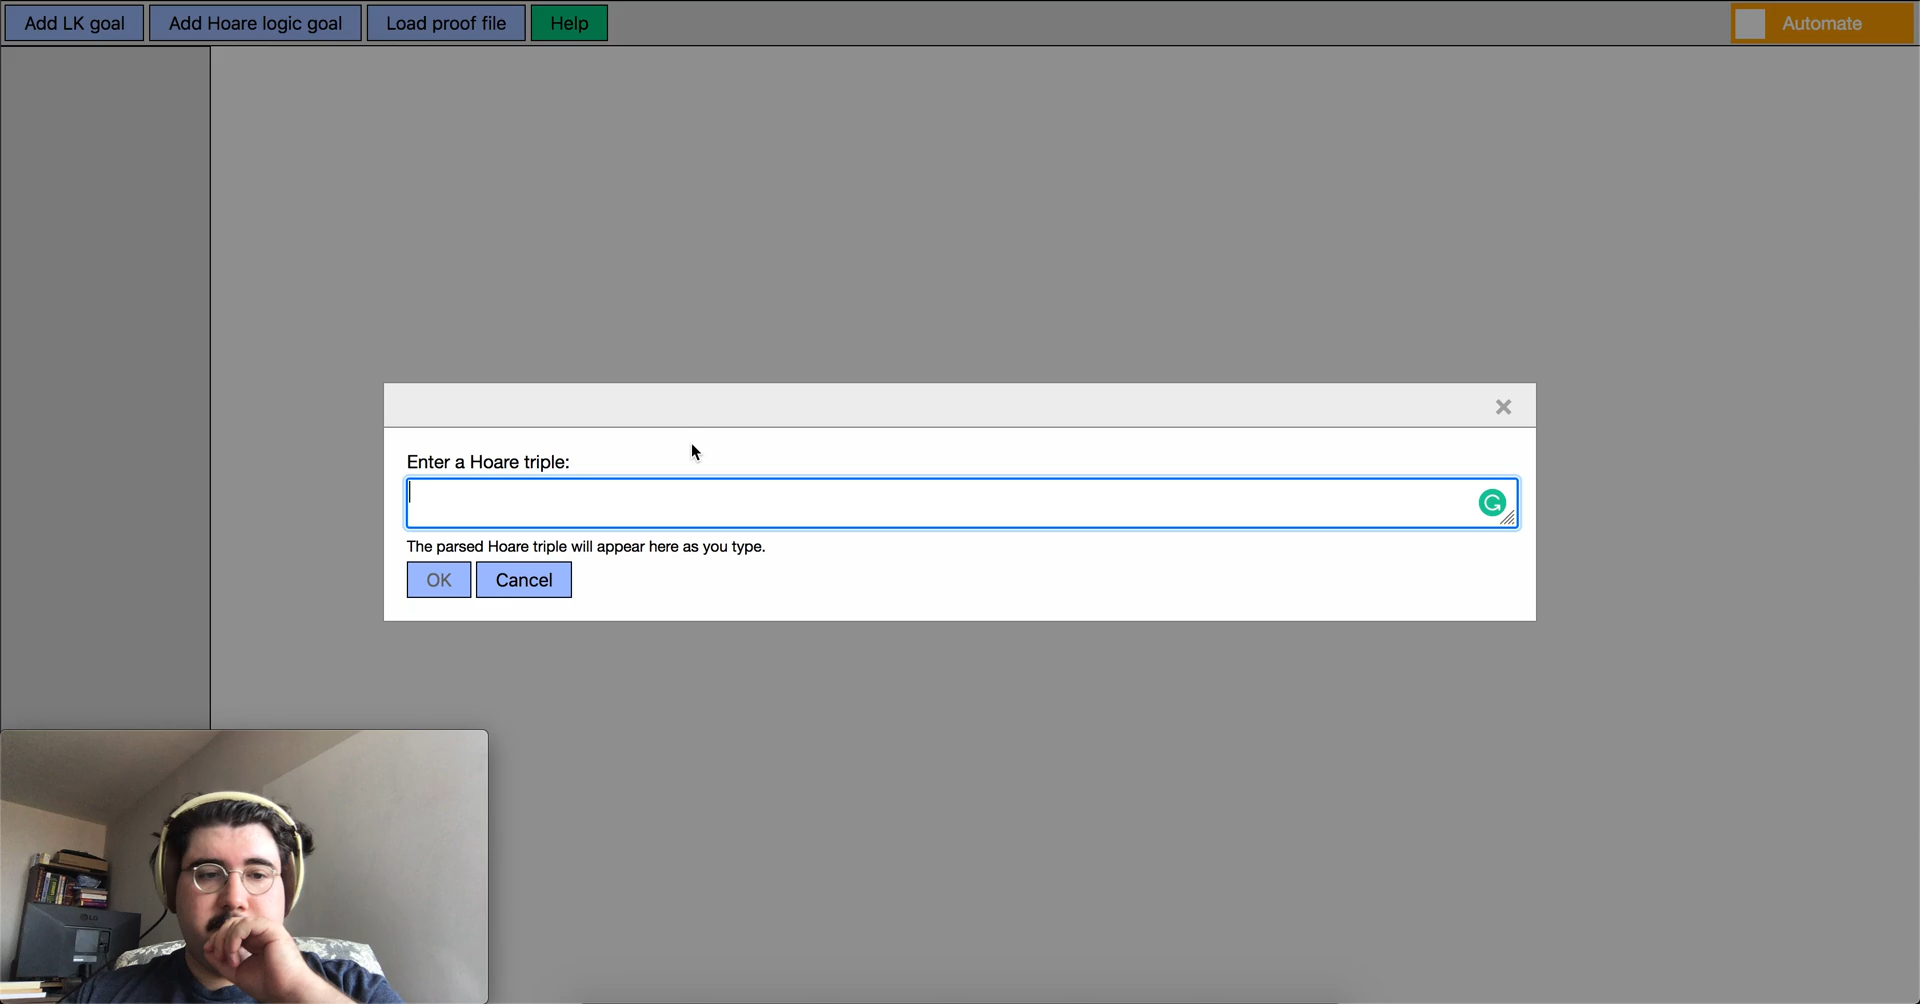 Add LK goal
Add Hoare logic goal
Load proof file
Help
Automate
Enter a Hoare triple:
The parsed Hoare triple will appear here as you type.
OK
Cancel
LG